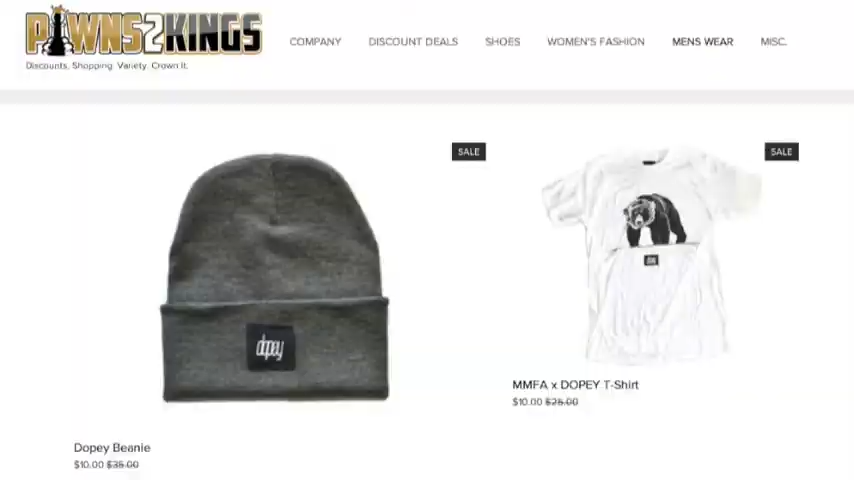 PAWNS2KINGS
Discounts. Shopping. Variety. Crown It.
COMPANY
DISCOUNT DEALS
SHOES
WOMEN'S FASHION
MENS WEAR
MISC.
SALE
SALE
dopey
Dopey Beanie
$10.00 $35.00
MMFA x DOPEY T-Shirt
$10.00 $25.00